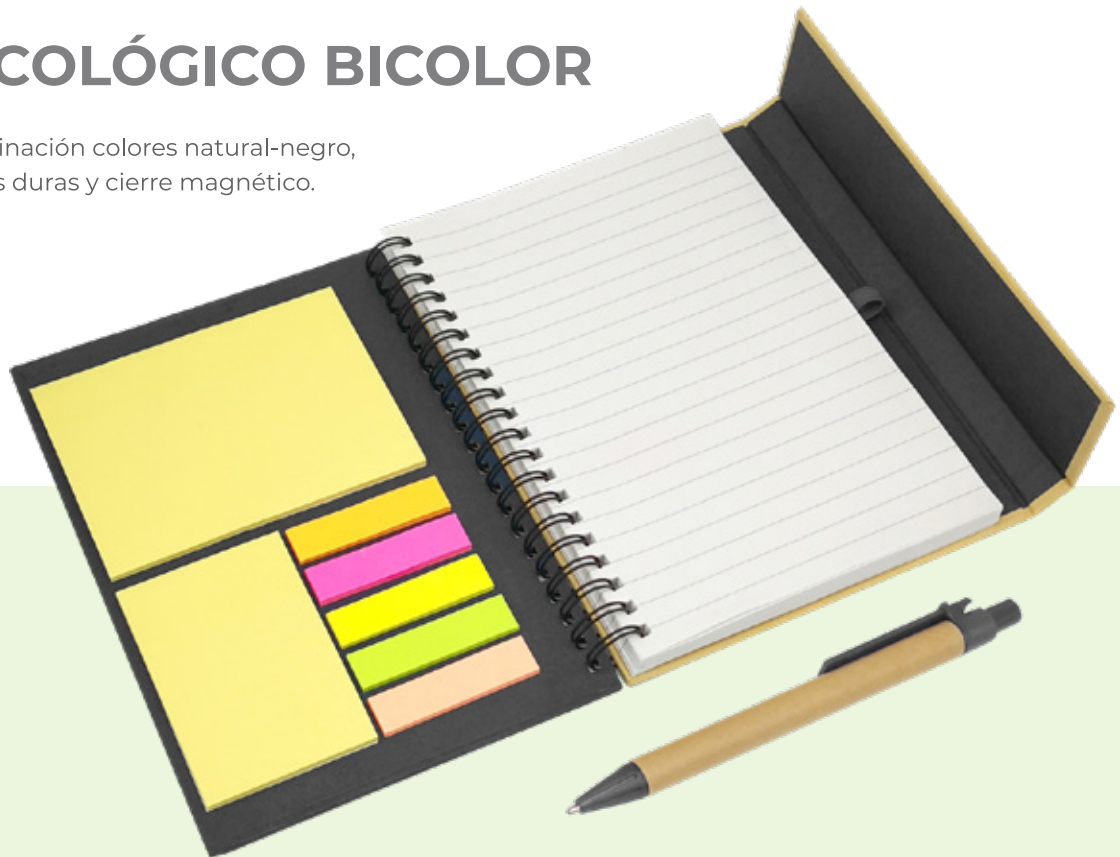 COLÓGICO BICOLOR
inación colores natural-negro,
s duras y cierre magnético.